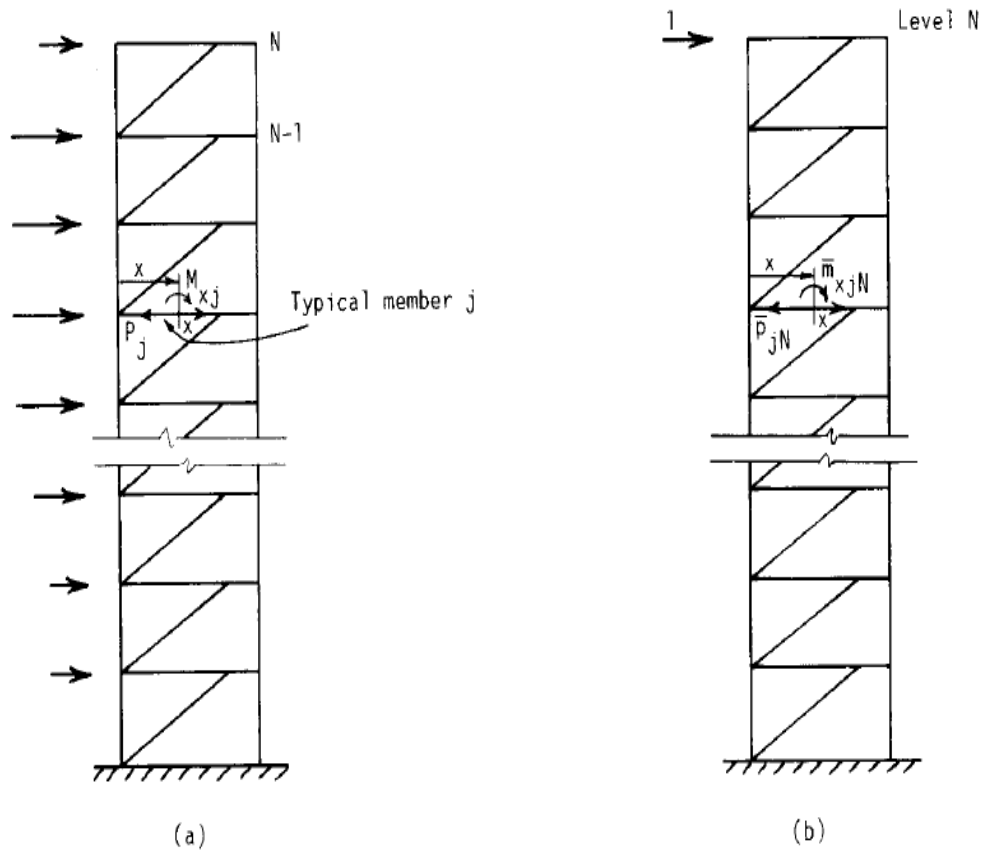 N
N-1
x
M
xj
P
j
x
Typical member j
(a)
1
Level N
x
m̅
xjN
p̅
jN
x
(b)